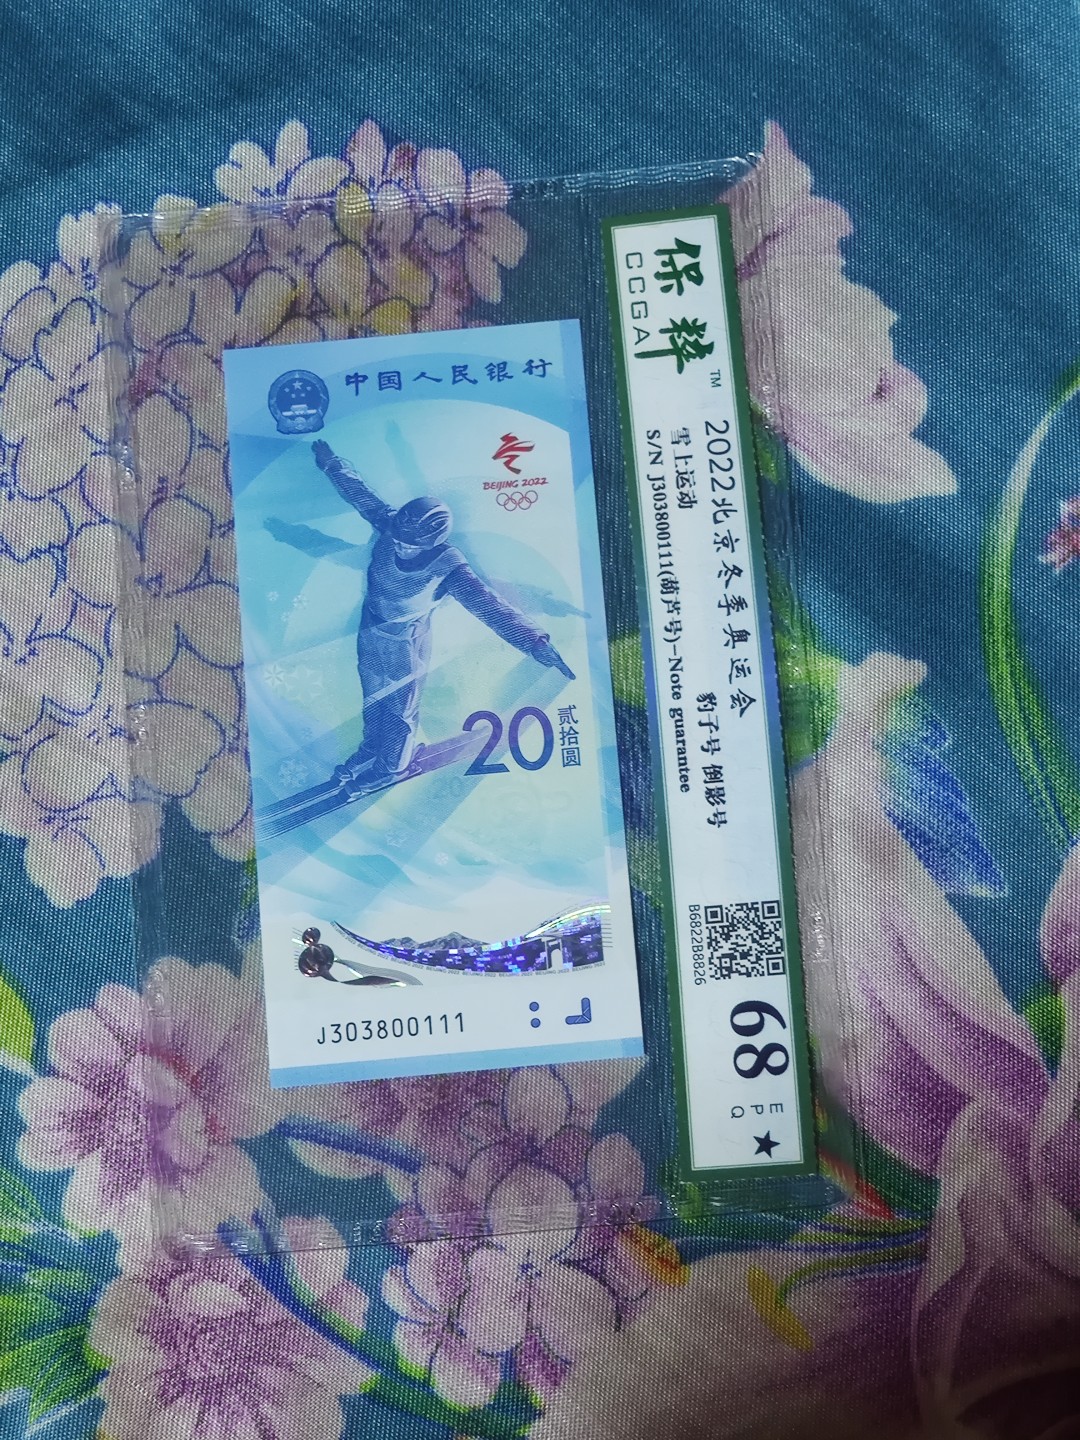 中国人民银行
BEIJING 2022
20
贰拾圆
J303800111
保粹
CCGA
TM
2022北京冬季奥运会
雪上运动
豹子号 倒影号
S/N J303800111(葫芦号)-Note guarantee
B6822B8826
68
EPQ
★